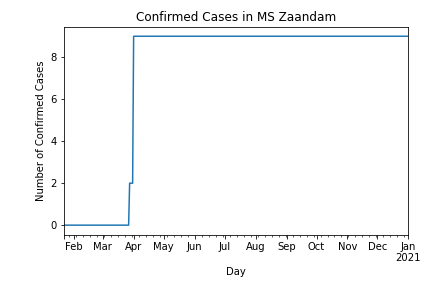 Confirmed Cases in MS Zaandam
Number of Confirmed Cases
8
6
4
2
0
Feb Mar Apr May Jun Jul Aug Sep Oct Nov Dec Jan
2021
Day